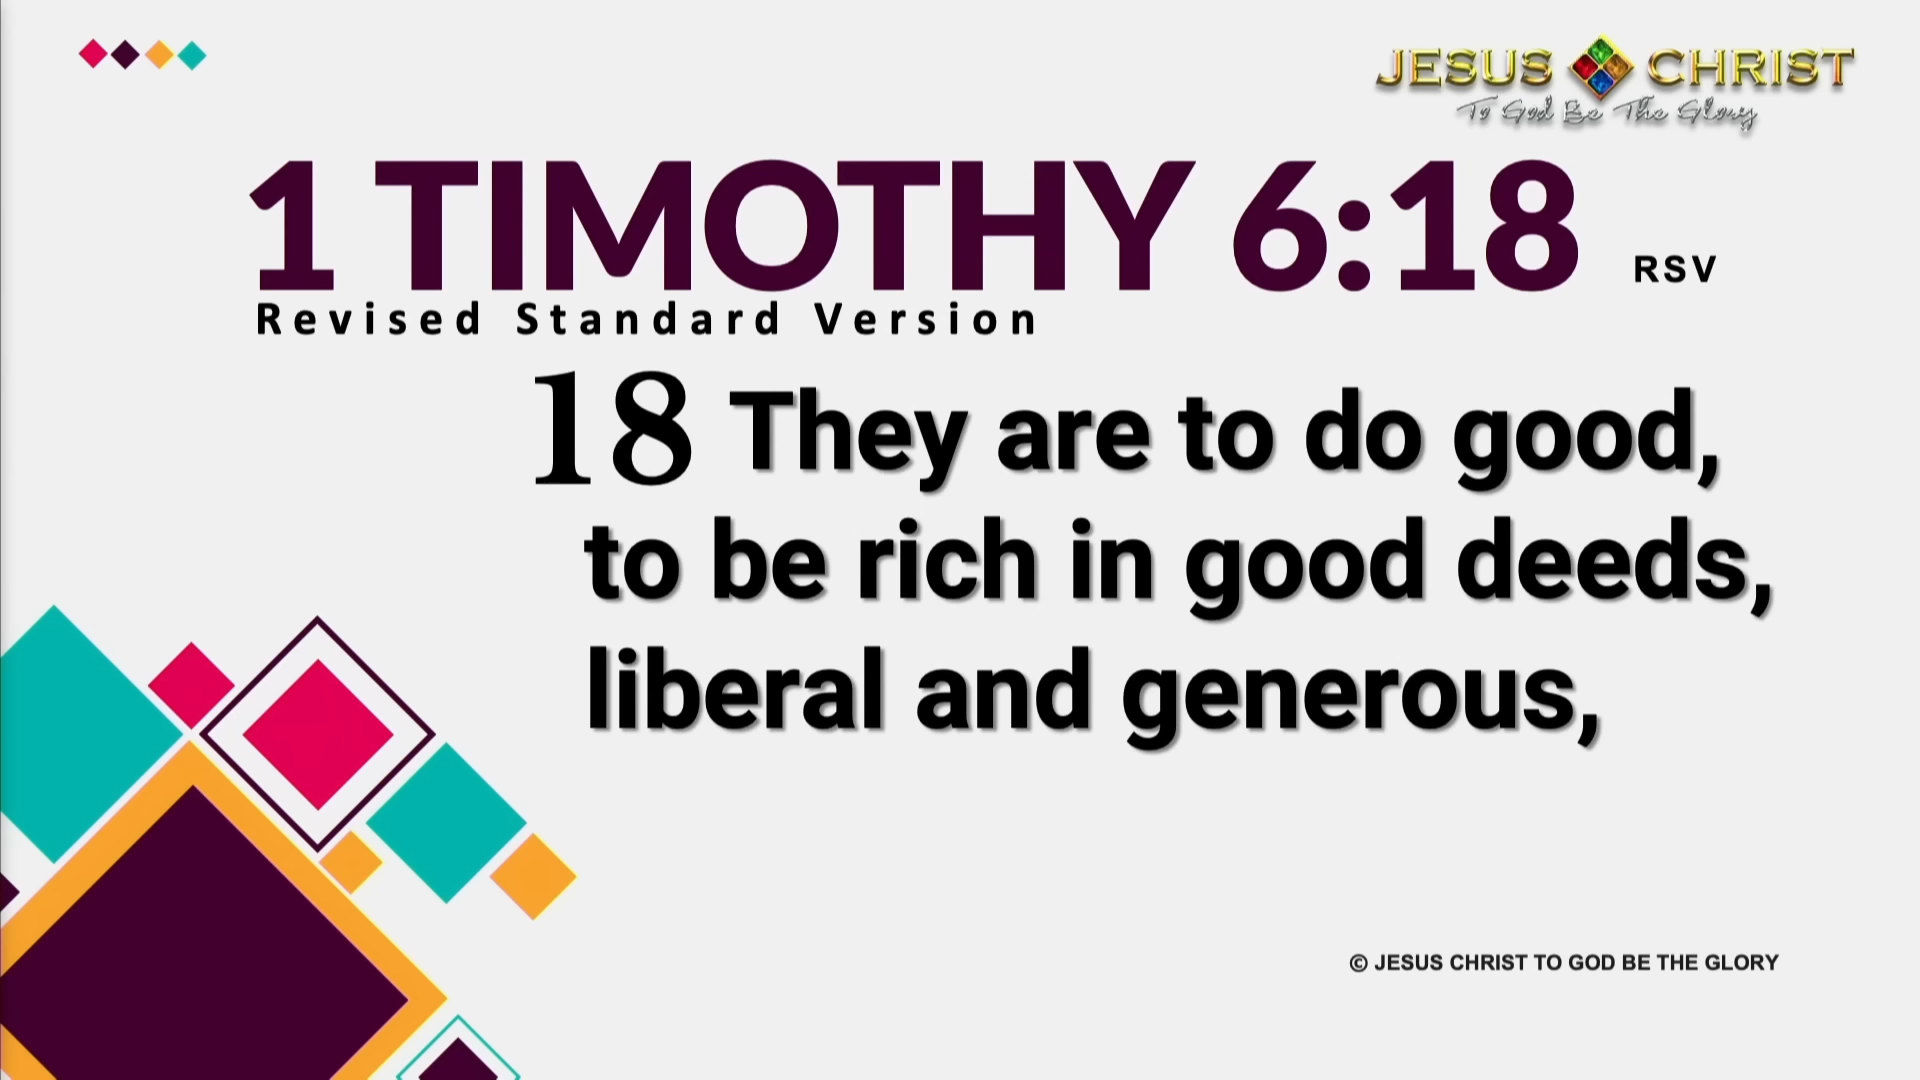 JESUS CHRIST
To God Be The Glory
1 TIMOTHY 6:18 RSV
Revised Standard Version
18 They are to do good,
to be rich in good deeds,
liberal and generous,
© JESUS CHRIST TO GOD BE THE GLORY